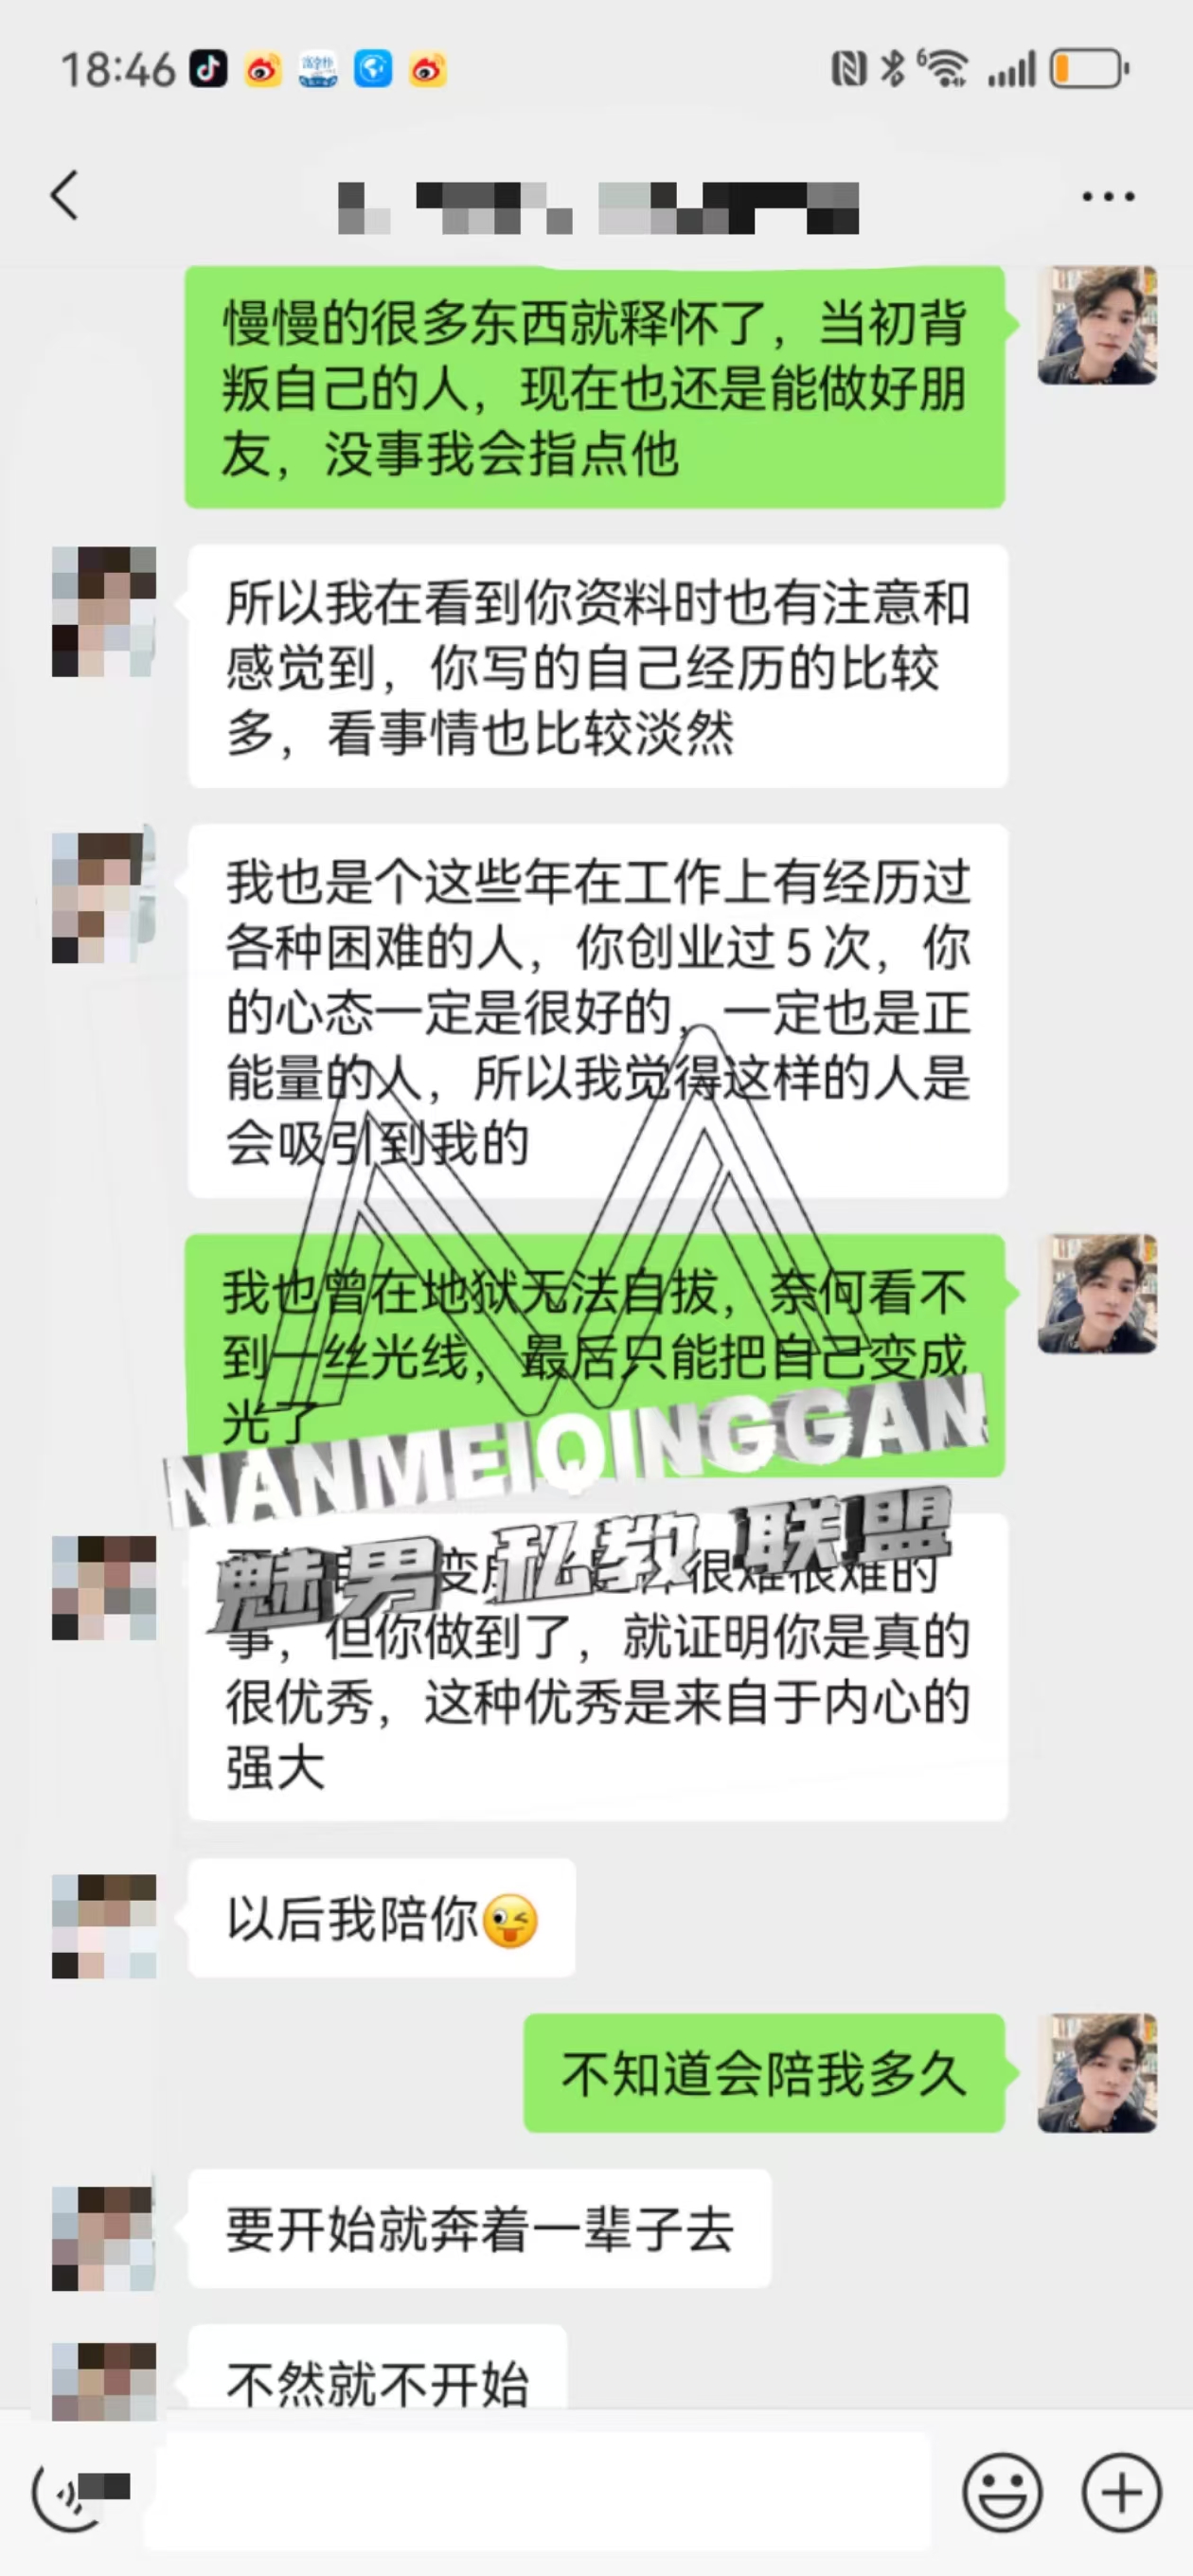 18:46
慢慢的很多东西就释怀了，当初背
叛自己的人，现在也还是能做好朋
友，没事我会指点他
所以我在看到你资料时也有注意和
感觉到，你写的自己经历的比较
多，看事情也比较淡然
我也是个这些年在工作上有经历过
各种困难的人，你创业过5次，你
的心态一定是很好的，一定也是正
能量的人，所以我觉得这样的人是
会吸引到我的
我也曾在地狱无法自拔，奈何看不
到一丝光线，最后只能把自己变成
光了
NANMEIQINGGAN
魅男 私教 联盟
变 很难很难的
事，但你做到了，就证明你是真的
很优秀，这种优秀是来自于内心的
强大
以后我陪你
不知道会陪我多久
要开始就奔着一辈子去
不然就不开始